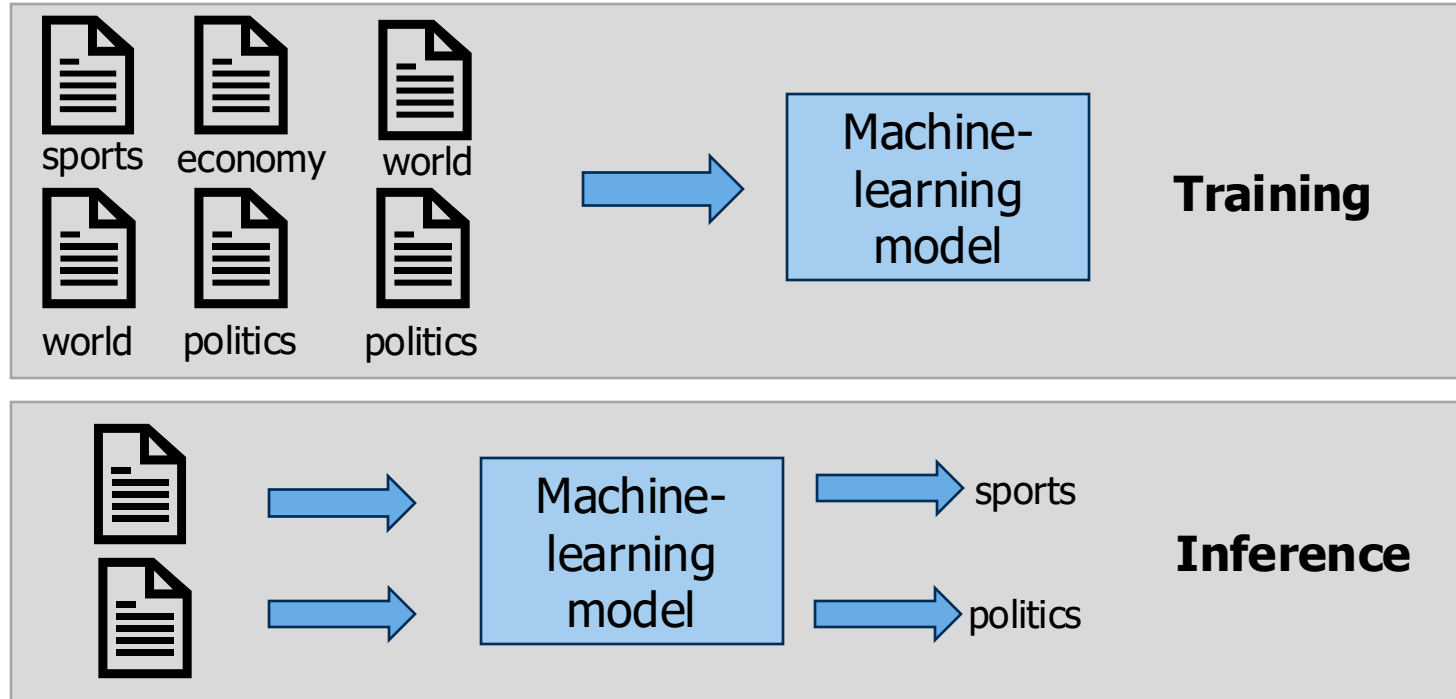 sports economy world
world politics politics
Machine-
learning
model
Training
Machine-
learning
model
sports
politics
Inference